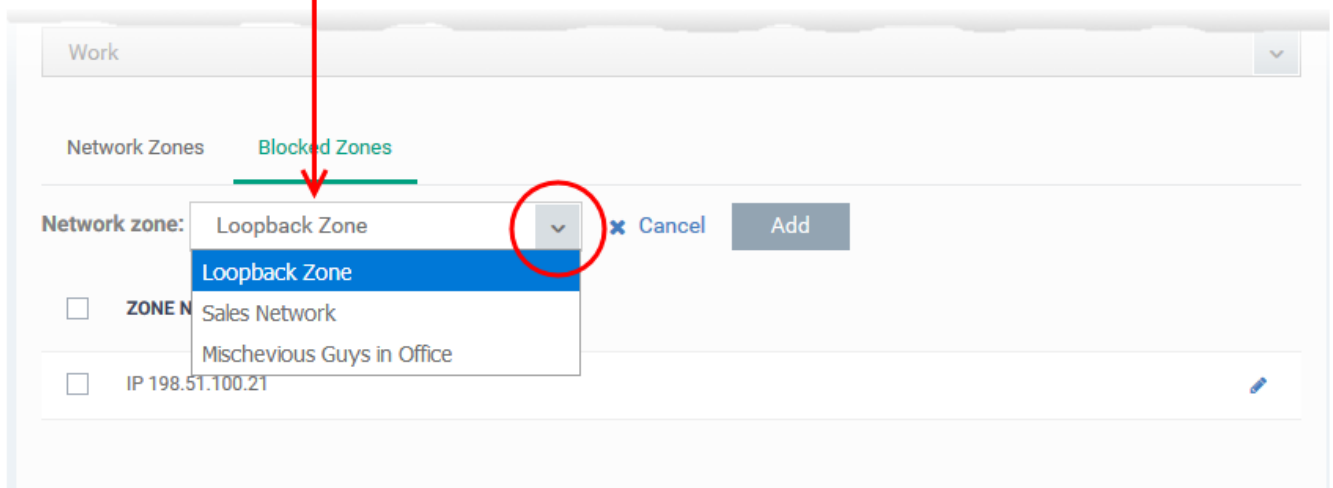 Work
Network Zones Blocked Zones
Network zone: Loopback Zone Cancel Add
Loopback Zone
ZONE N
Sales Network
Mischevious Guys in Office
IP 198.51.100.21